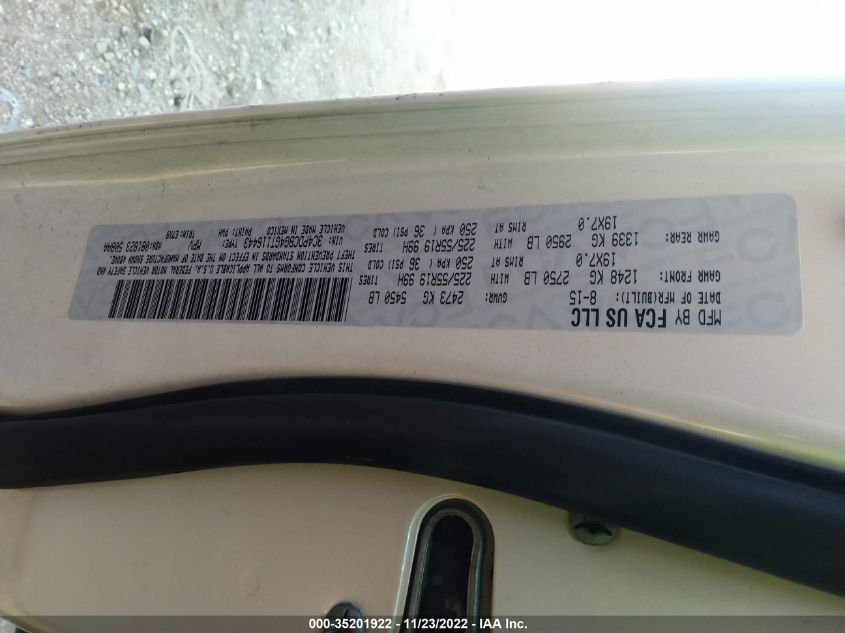 MFD BY FCA US LLC
DATE OF MFR(BUILT): 8-15 GVWR: 2473 KG 5450 LB
GAWR FRONT: 1248 KG 2750 LB WITH 225/55R19 99H TIRES
19X7.0 RIMS AT 250 KPA( 36 PSI) COLD
GAWR REAR: 1339 KG 2950 LB WITH 225/55R19 99H TIRES
19X7.0 RIMS AT 250 KPA( 36 PSI) COLD
THIS VEHICLE CONFORMS TO ALL APPLICABLE U.S.A. FEDERAL MOTOR VEHICLE SAFETY AND
THEFT PREVENTION STANDARDS IN EFFECT ON THE DATE OF MANUFACTURE SHOWN ABOVE.
VIN: 3C4PDCBG4GT116443 TYPE: MPV MDH: 081823 508AA
VEHICLE MADE IN MEXICO PAINT: PWH TRIM:
000-35201922 - 11/23/2022 - IAA Inc.